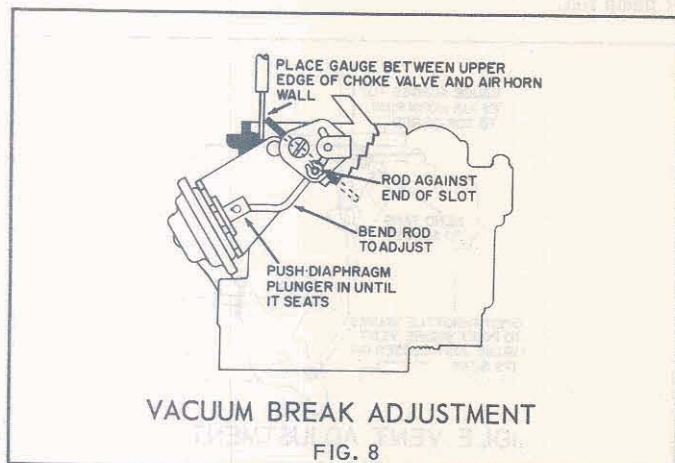 PLACE GAUGE BETWEEN UPPER
EDGE OF CHOKE VALVE AND AIR HORN
WALL
ROD AGAINST
END OF SLOT
BEND ROD
TO ADJUST
PUSH-DIAPHRAGM
PLUNGER IN UNTIL
IT SEATS
VACUUM BREAK ADJUSTMENT
FIG. 8